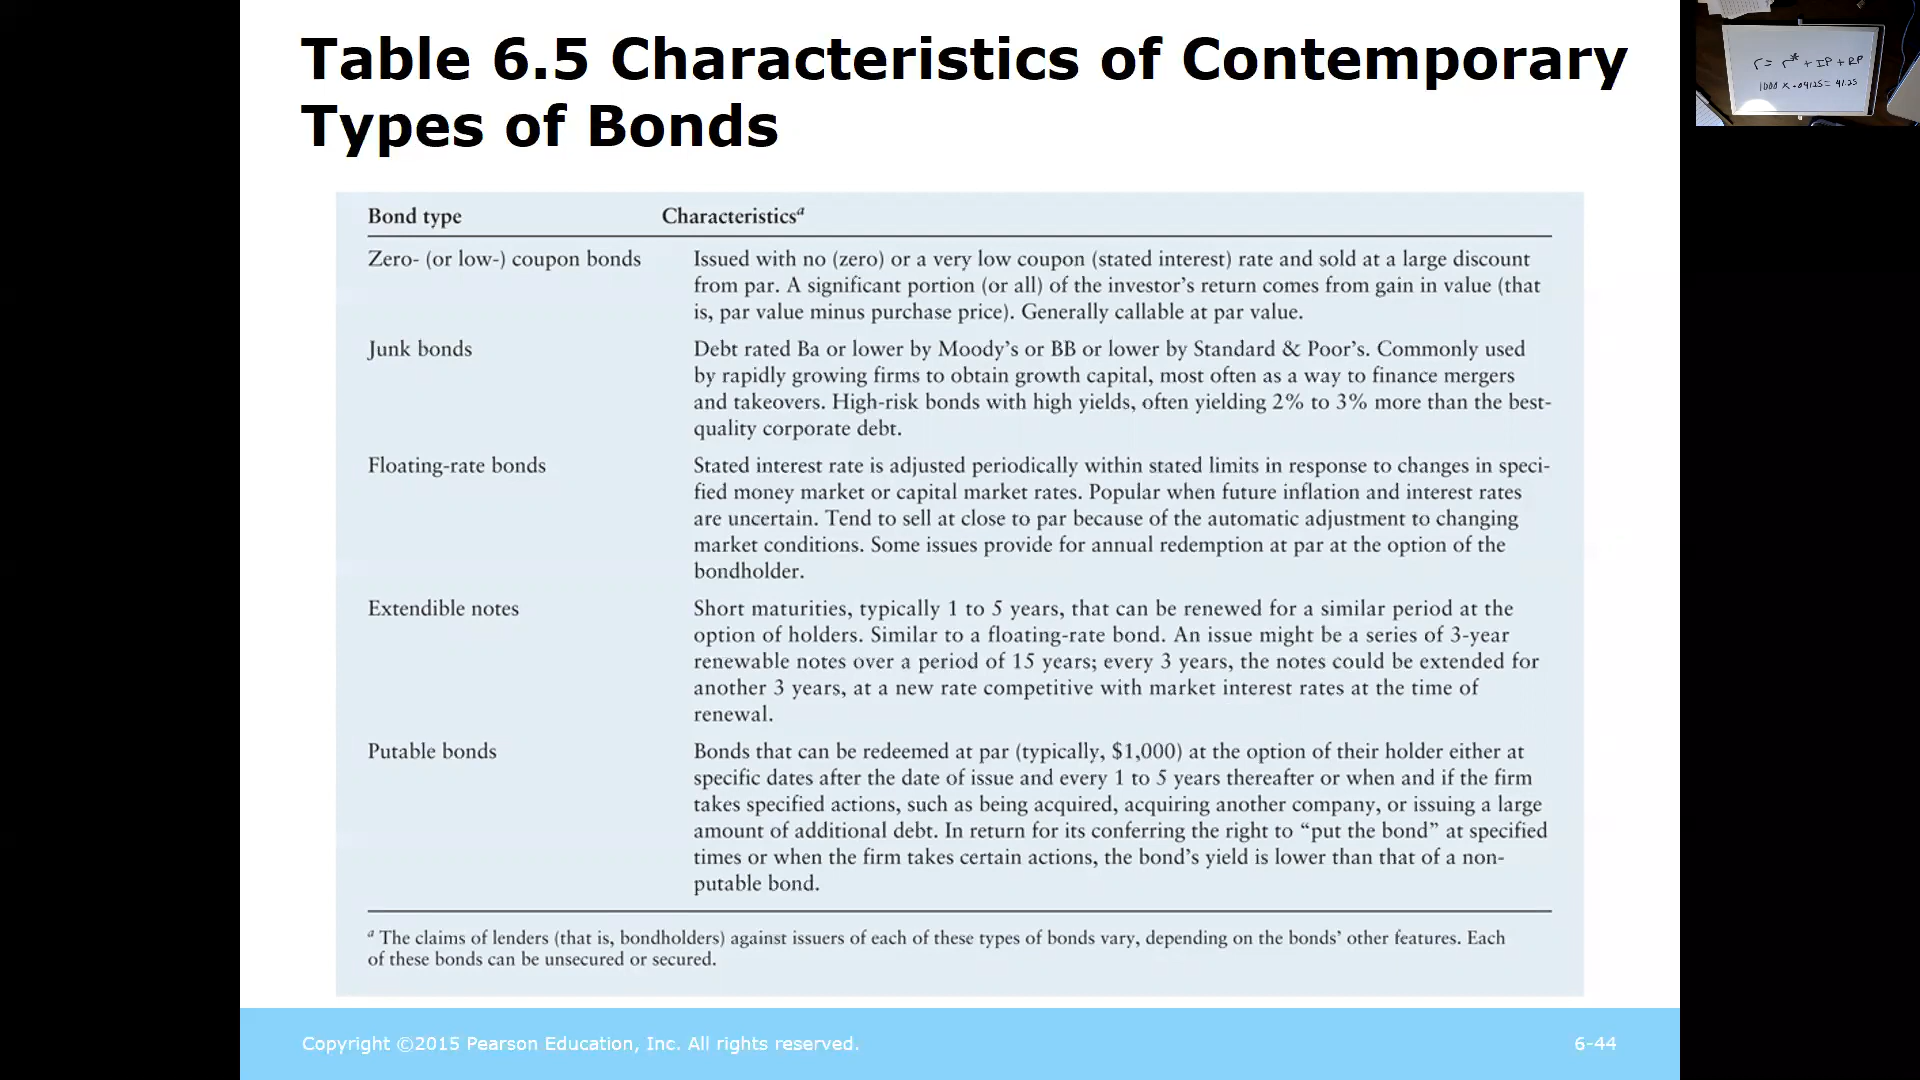 Table 6.5 Characteristics of Contemporary
Types of Bonds
Bond type Characteristicsᵃ
Zero- (or low-) coupon bonds Issued with no (zero) or a very low coupon (stated interest) rate and sold at a large discount
from par. A significant portion (or all) of the investor's return comes from gain in value (that
is, par value minus purchase price). Generally callable at par value.
Junk bonds Debt rated Ba or lower by Moody's or BB or lower by Standard & Poor's. Commonly used
by rapidly growing firms to obtain growth capital, most often as a way to finance mergers
and takeovers. High-risk bonds with high yields, often yielding 2% to 3% more than the best-
quality corporate debt.
Floating-rate bonds Stated interest rate is adjusted periodically within stated limits in response to changes in speci-
fied money market or capital market rates. Popular when future inflation and interest rates
are uncertain. Tend to sell at close to par because of the automatic adjustment to changing
market conditions. Some issues provide for annual redemption at par at the option of the
bondholder.
Extendible notes Short maturities, typically 1 to 5 years, that can be renewed for a similar period at the
option of holders. Similar to a floating-rate bond. An issue might be a series of 3-year
renewable notes over a period of 15 years; every 3 years, the notes could be extended for
another 3 years, at a new rate competitive with market interest rates at the time of
renewal.
Putable bonds Bonds that can be redeemed at par (typically, $1,000) at the option of their holder either at
specific dates after the date of issue and every 1 to 5 years thereafter or when and if the firm
takes specified actions, such as being acquired, acquiring another company, or issuing a large
amount of additional debt. In return for its conferring the right to “put the bond” at specified
times or when the firm takes certain actions, the bond's yield is lower than that of a non-
putable bond.
ᵃ The claims of lenders (that is, bondholders) against issuers of each of these types of bonds vary, depending on the bonds' other features. Each
of these bonds can be unsecured or secured.
Copyright ©2015 Pearson Education, Inc. All rights reserved. 6-44
r = r* + IP + RP
1000 x .04125 = 41.25